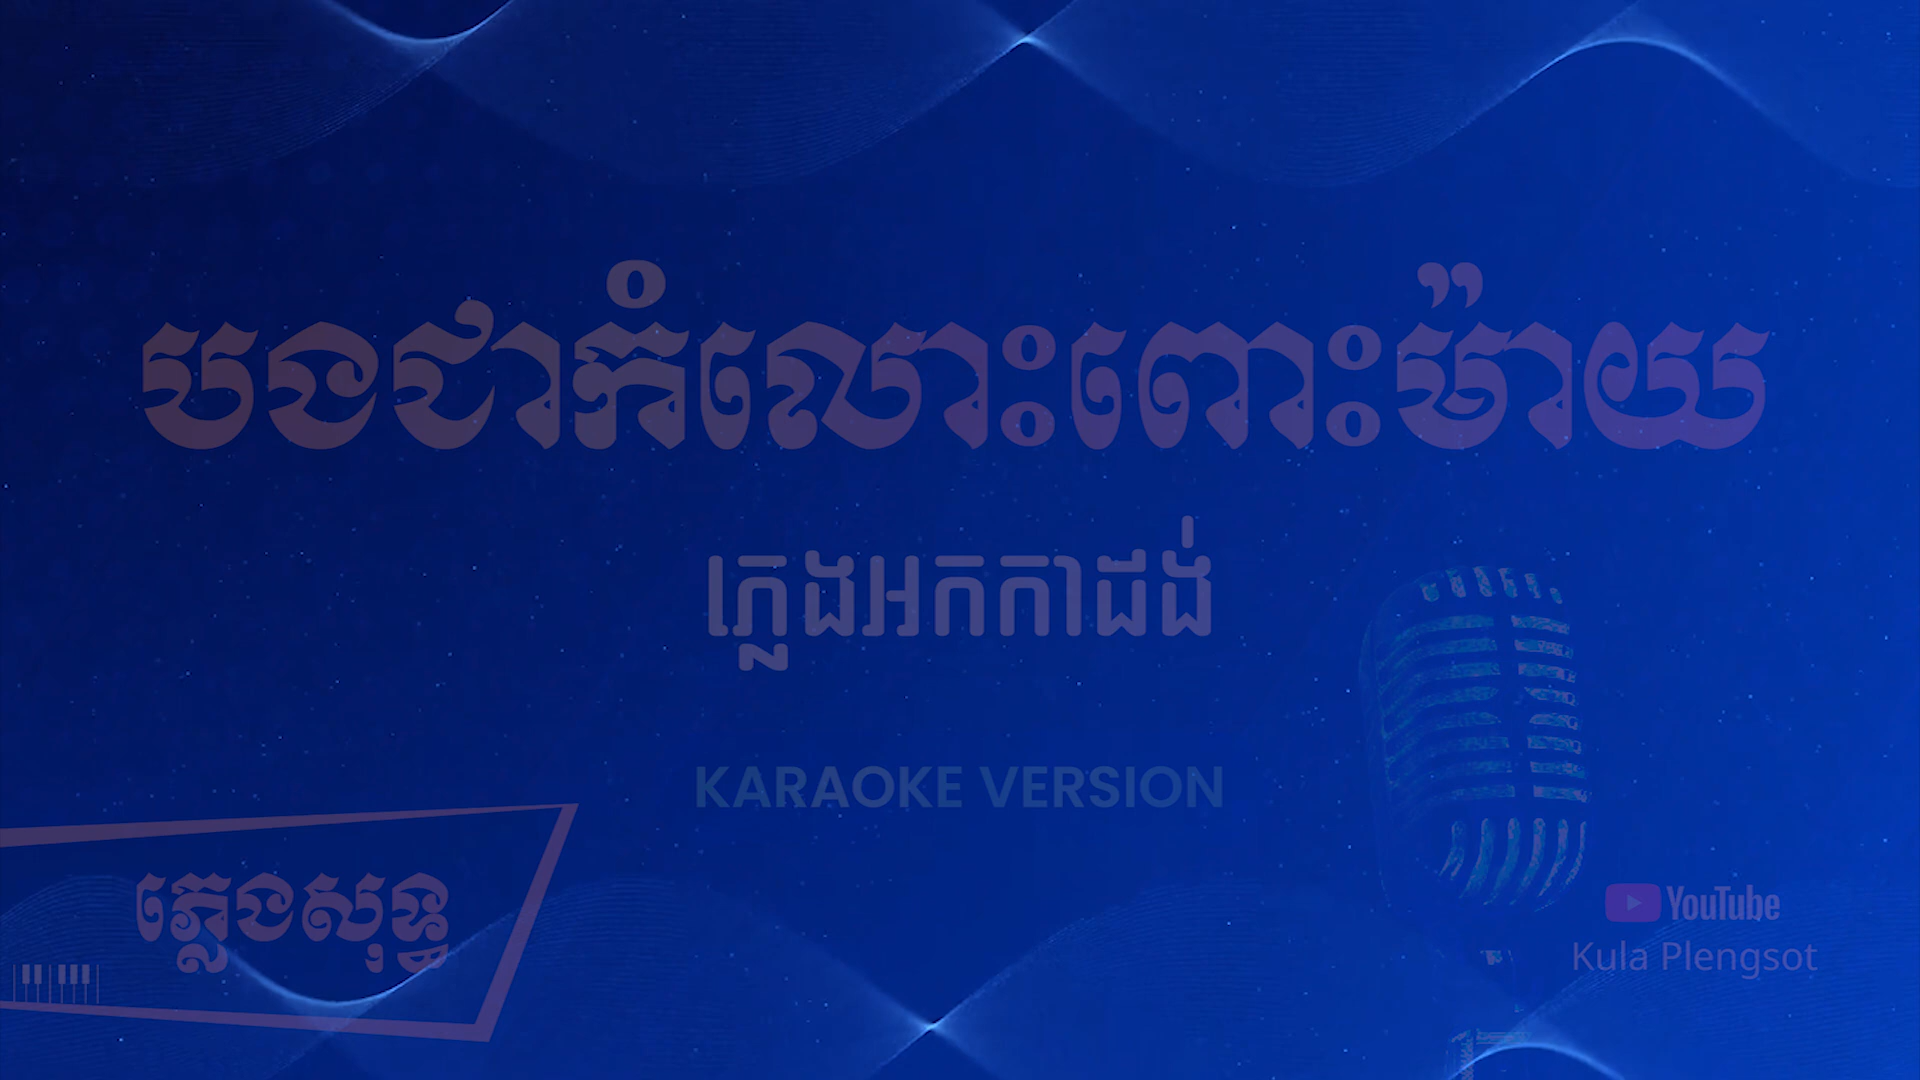 បងជាកំលោះពោះម៉ាយ
ភ្លេងអកកាដង់
KARAOKE VERSION
ភ្លេងសុទ្ធ
YouTube
Kula Plengsot